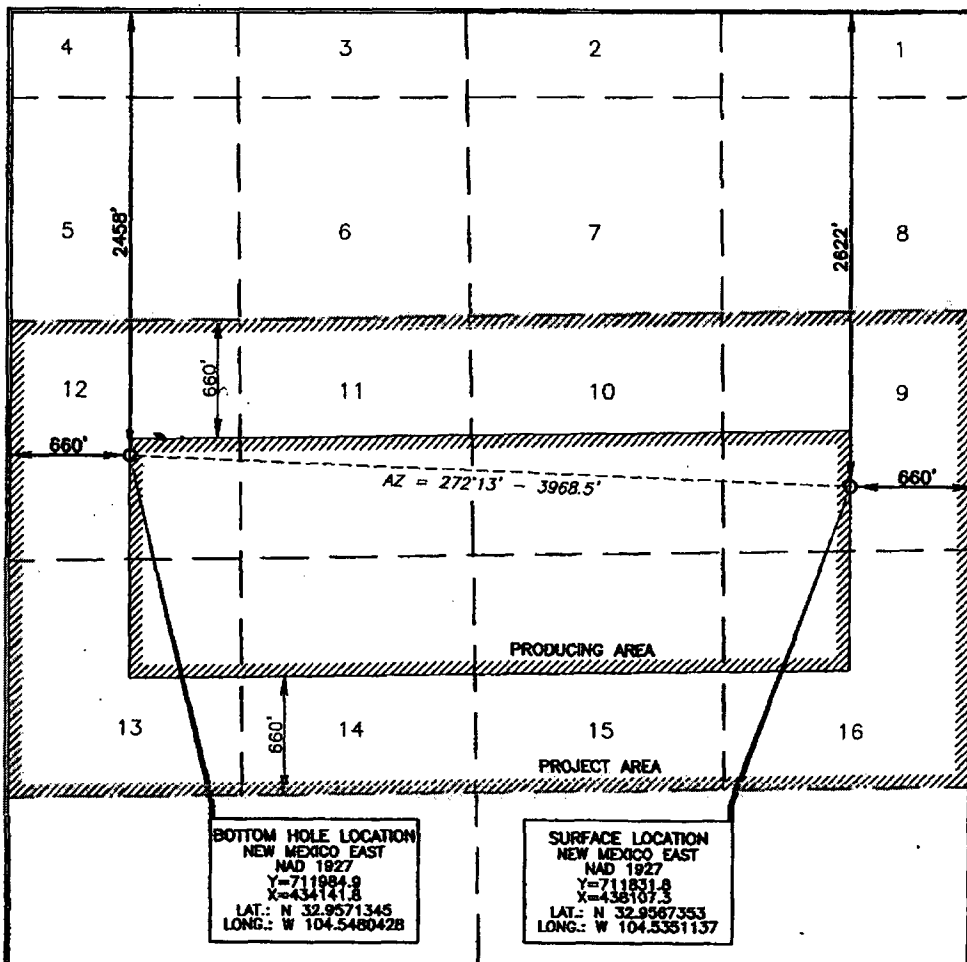 4 3 2 1
2458' 2622'
5 6 7 8
660'
12 11 10 9
660' 660'
AZ = 272°13' - 3968.5'
PRODUCING AREA
660'
13 14 15 16
PROJECT AREA
BOTTOM HOLE LOCATION
NEW MEXICO EAST
NAD 1927
Y=711984.9
X=434141.8
LAT.: N 32.9571345
LONG.: W 104.5480428
SURFACE LOCATION
NEW MEXICO EAST
NAD 1927
Y=711831.8
X=438107.3
LAT.: N 32.9567353
LONG.: W 104.5351137